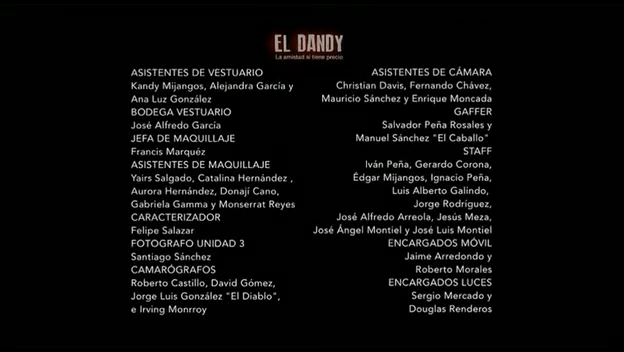 EL DANDY
La amistad si tiene precio
ASISTENTES DE VESTUARIO
Kandy Mijangos, Alejandra García y
Ana Luz González
BODEGA VESTUARIO
José Alfredo García
JEFA DE MAQUILLAJE
Francis Marquéz
ASISTENTES DE MAQUILLAJE
Yairs Salgado, Catalina Hernández ,
Aurora Hernández, Donají Cano,
Gabriela Gamma y Monserrat Reyes
CARACTERIZADOR
Felipe Salazar
FOTOGRAFO UNIDAD 3
Santiago Sánchez
CAMARÓGRAFOS
Roberto Castillo, David Gómez,
Jorge Luis González "El Diablo",
e Irving Monrroy
ASISTENTES DE CÁMARA
Christian Davis, Fernando Chávez,
Mauricio Sánchez y Enrique Moncada
GAFFER
Salvador Peña Rosales y
Manuel Sánchez "El Caballo"
STAFF
Iván Peña, Gerardo Corona,
Édgar Mijangos, Ignacio Peña,
Luis Alberto Galindo,
Jorge Rodríguez,
José Alfredo Arreola, Jesús Meza,
José Ángel Montiel y José Luis Montiel
ENCARGADOS MÓVIL
Jaime Arredondo y
Roberto Morales
ENCARGADOS LUCES
Sergio Mercado y
Douglas Renderos